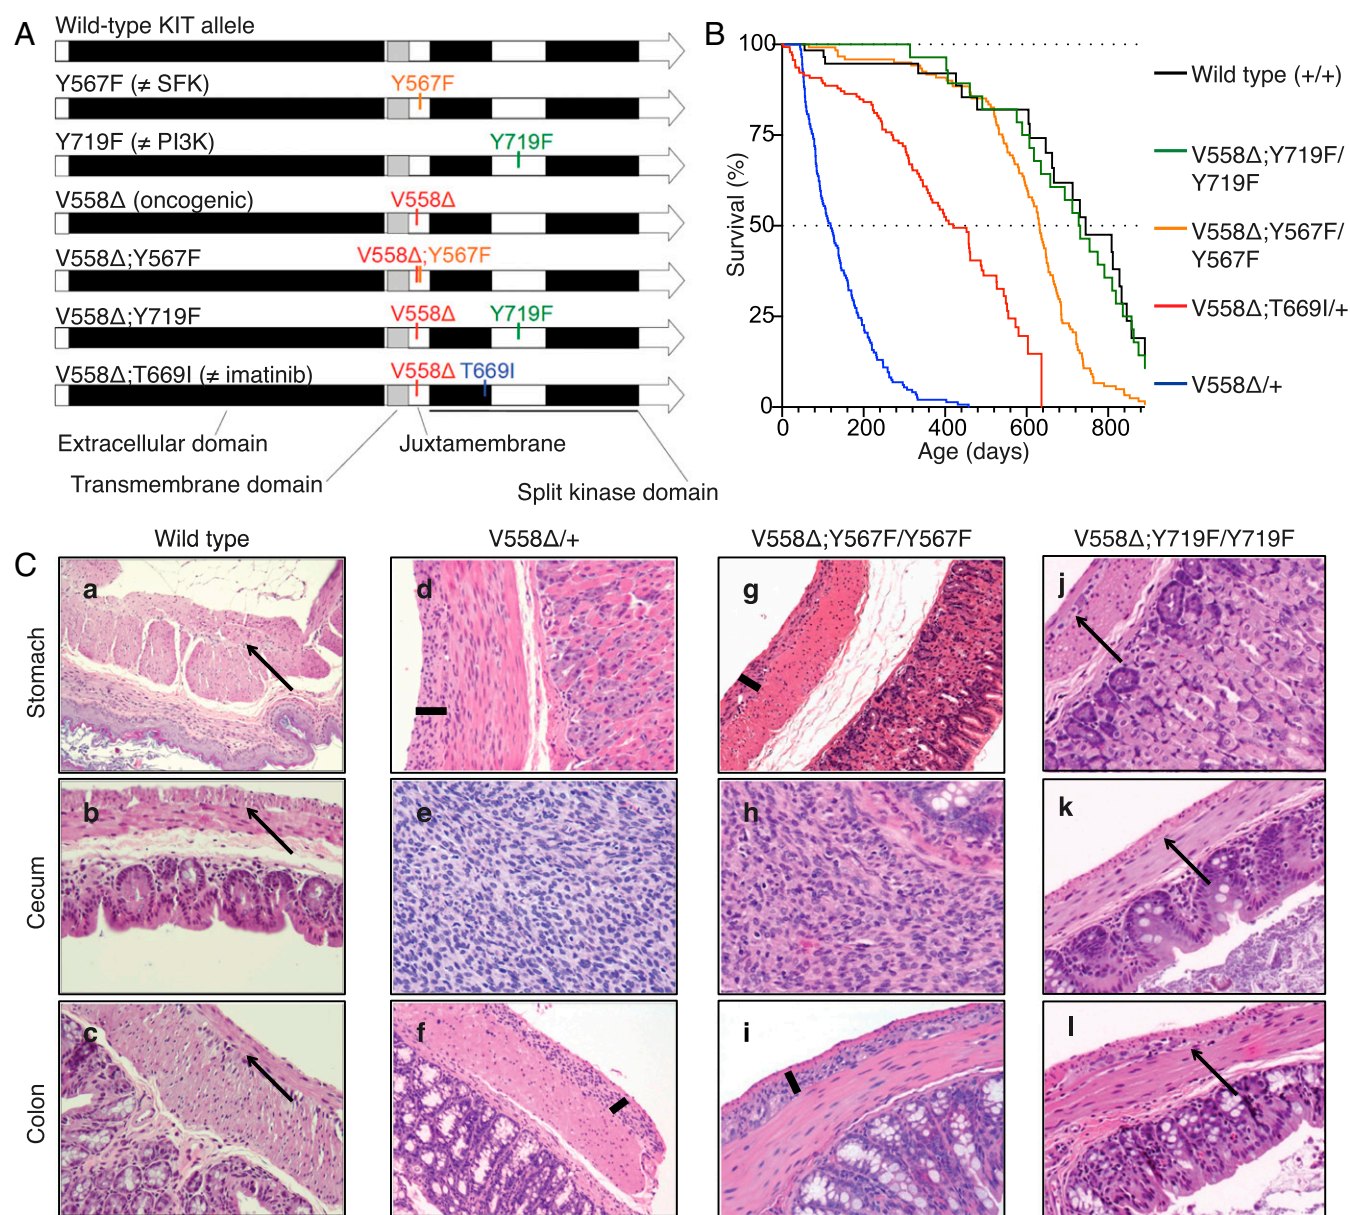 A
Wild-type KIT allele
Y567F (≠ SFK)
Y567F
Y719F (≠ PI3K)
Y719F
V558Δ (oncogenic)
V558Δ
V558Δ;Y567F
V558Δ;Y567F
V558Δ;Y719F
V558Δ
Y719F
V558Δ;T669I (≠ imatinib)
V558Δ T669I
Extracellular domain
Juxtamembrane
Transmembrane domain
Split kinase domain
B
Survival (%)
100
75
50
25
0
0 200 400 600 800
Age (days)
Wild type (+/+)
V558Δ;Y719F/
Y719F
V558Δ;Y567F/
Y567F
V558Δ;T669I/+
V558Δ/+
C
Wild type
V558Δ/+
V558Δ;Y567F/Y567F
V558Δ;Y719F/Y719F
Stomach
a
d
g
j
Cecum
b
e
h
k
Colon
c
f
i
l